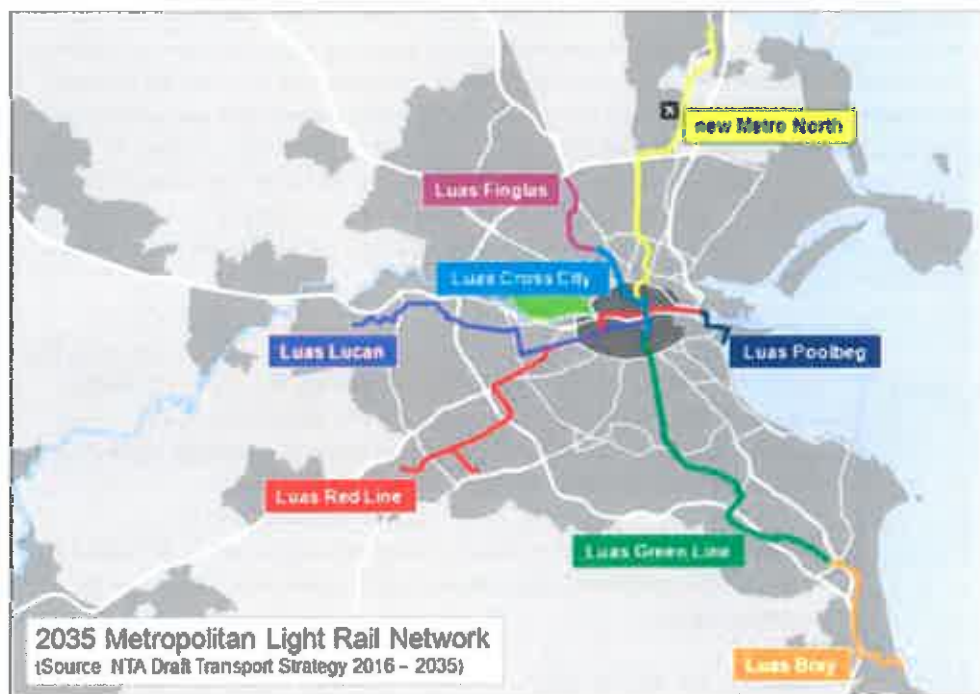 new Metro North
Luas Finglas
Luas Cross City
Luas Lucan
Luas Poolbeg
Luas Red Line
Luas Green Line
Luas Bray
2035 Metropolitan Light Rail Network
(Source NTA Draft Transport Strategy 2016 – 2035)